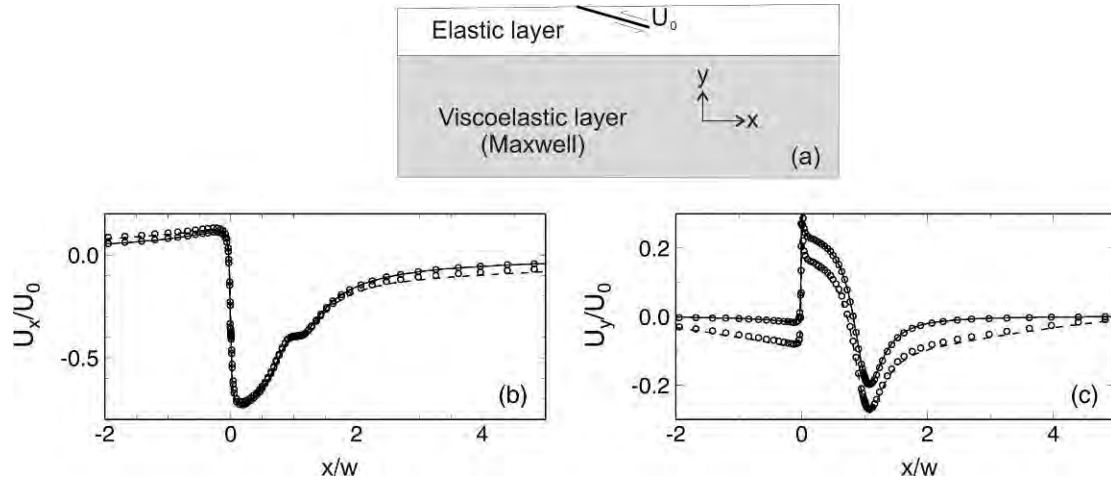 Elastic layer
U₀
Viscoelastic layer
(Maxwell)
y
x
(a)
Uₓ/U₀
0.0
-0.5
-2
0
2
4
x/w
(b)
Uᵧ/U₀
0.2
0.0
-0.2
-2
0
2
4
x/w
(c)